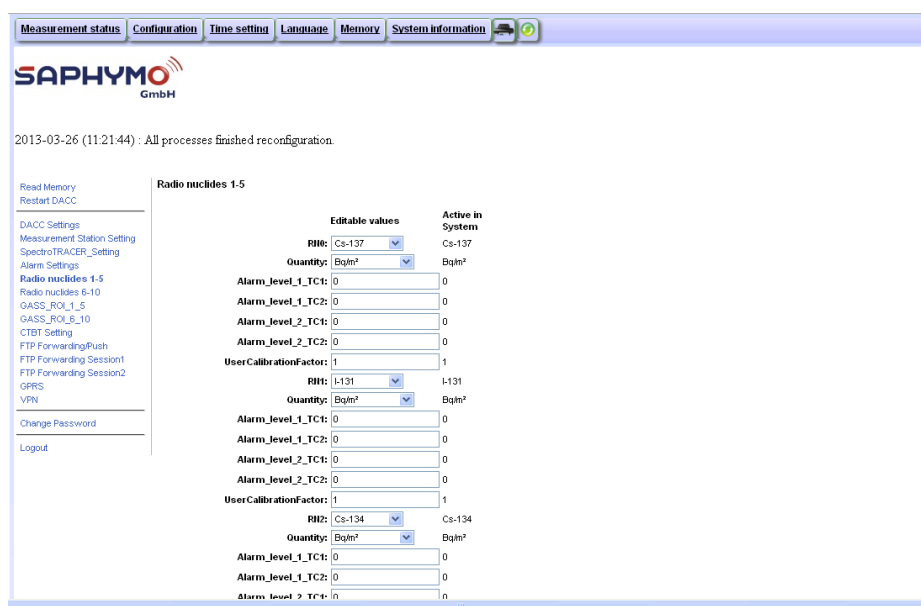 Measurement status Configuration Time setting Language Memory System information
SAPHYMO
GmbH
2013-03-26 (11:21:44) : All processes finished reconfiguration.
Read Memory
Restart DACC
DACC Settings
Measurement Station Setting
SpectroTRACER_Setting
Alarm Settings
Radio nuclides 1-5
Radio nuclides 6-10
GASS_ROI_1_5
GASS_ROI_6_10
CTBT Setting
FTP Forwarding/Push
FTP Forwarding Session1
FTP Forwarding Session2
GPRS
VPN
Change Password
Logout
Radio nuclides 1-5
Editable values Active in System
RN0: Cs-137 Cs-137
Quantity: Bq/m² Bq/m²
Alarm_level_1_TC1: 0 0
Alarm_level_1_TC2: 0 0
Alarm_level_2_TC1: 0 0
Alarm_level_2_TC2: 0 0
UserCalibrationFactor: 1 1
RN1: I-131 I-131
Quantity: Bq/m² Bq/m²
Alarm_level_1_TC1: 0 0
Alarm_level_1_TC2: 0 0
Alarm_level_2_TC1: 0 0
Alarm_level_2_TC2: 0 0
UserCalibrationFactor: 1 1
RN2: Cs-134 Cs-134
Quantity: Bq/m² Bq/m²
Alarm_level_1_TC1: 0 0
Alarm_level_1_TC2: 0 0
Alarm_level_2_TC1: 0 0